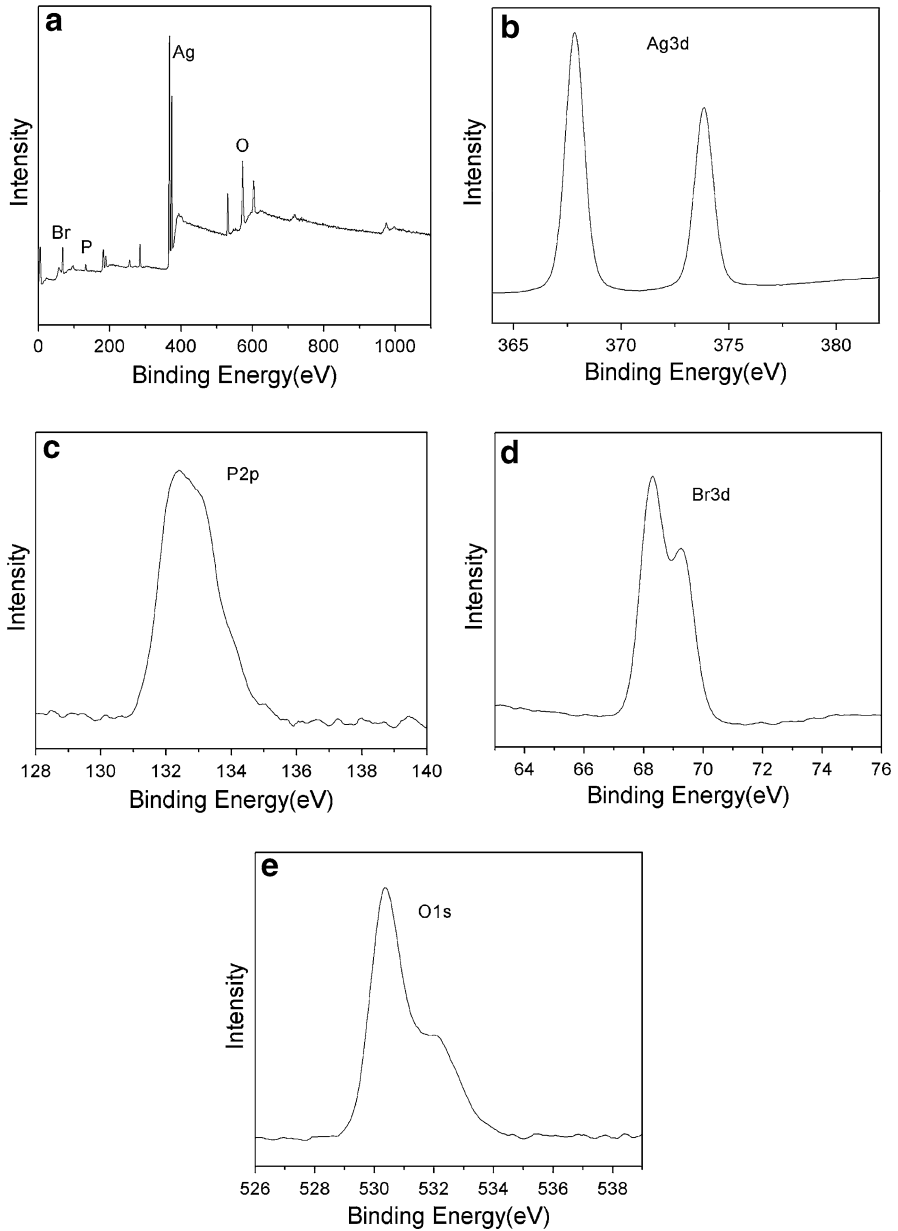 a
Ag
O
Br
P
Intensity
0 200 400 600 800 1000
Binding Energy(eV)
b
Ag3d
Intensity
365 370 375 380
Binding Energy(eV)
c
P2p
Intensity
128 130 132 134 136 138 140
Binding Energy(eV)
d
Br3d
Intensity
64 66 68 70 72 74 76
Binding Energy(eV)
e
O1s
Intensity
526 528 530 532 534 536 538
Binding Energy(eV)